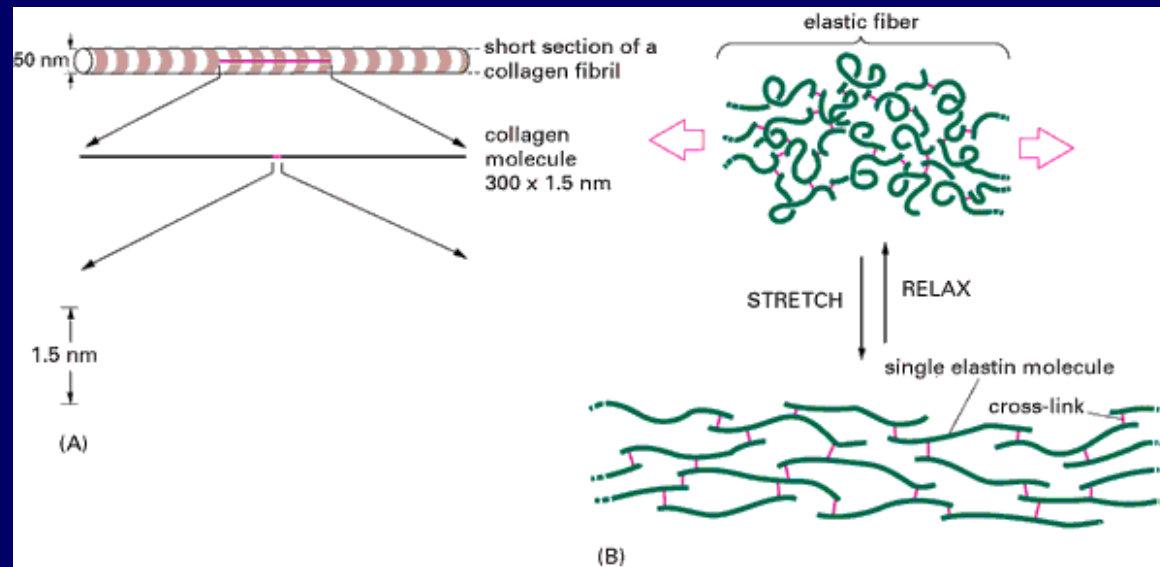 50 nm
short section of a
collagen fibril
collagen
molecule
300 x 1.5 nm
1.5 nm
(A)
elastic fiber
STRETCH
RELAX
single elastin molecule
cross-link
(B)